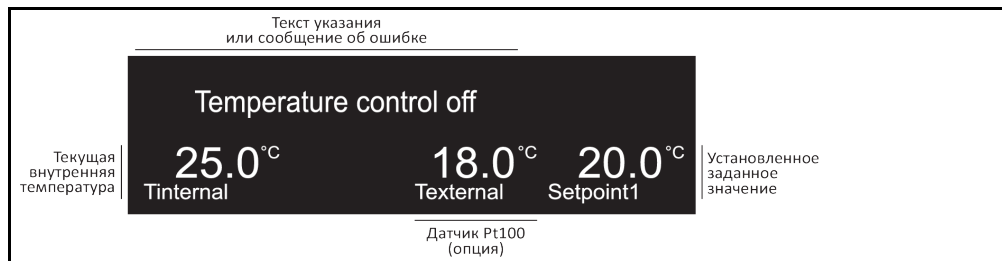 Текст указания
или сообщение об ошибке
Temperature control off
Текущая
внутренняя
температура
25.0°C
Tinternal
18.0°C
Texternal
20.0°C
Setpoint1
Установленное
заданное
значение
Датчик Pt100
(опция)